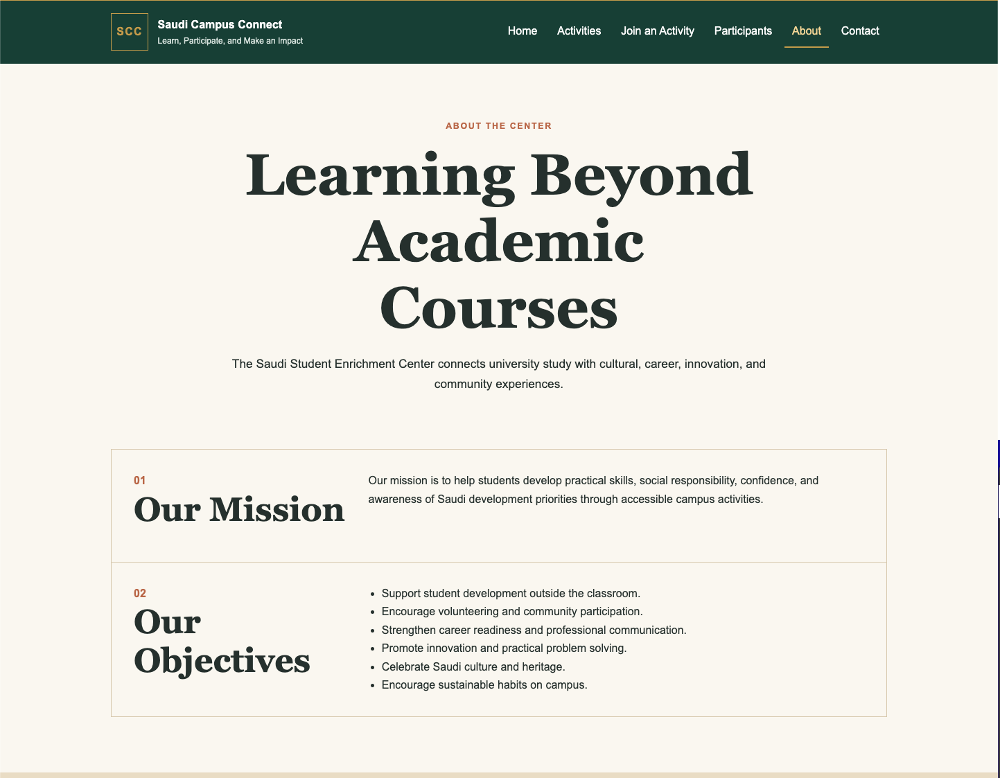 SCC
Saudi Campus Connect
Learn, Participate, and Make an Impact
Home
Activities
Join an Activity
Participants
About
Contact
ABOUT THE CENTER
Learning Beyond
Academic
Courses
The Saudi Student Enrichment Center connects university study with cultural, career, innovation, and
community experiences.
01
Our Mission
Our mission is to help students develop practical skills, social responsibility, confidence, and
awareness of Saudi development priorities through accessible campus activities.
02
Our
Objectives
• Support student development outside the classroom.
• Encourage volunteering and community participation.
• Strengthen career readiness and professional communication.
• Promote innovation and practical problem solving.
• Celebrate Saudi culture and heritage.
• Encourage sustainable habits on campus.